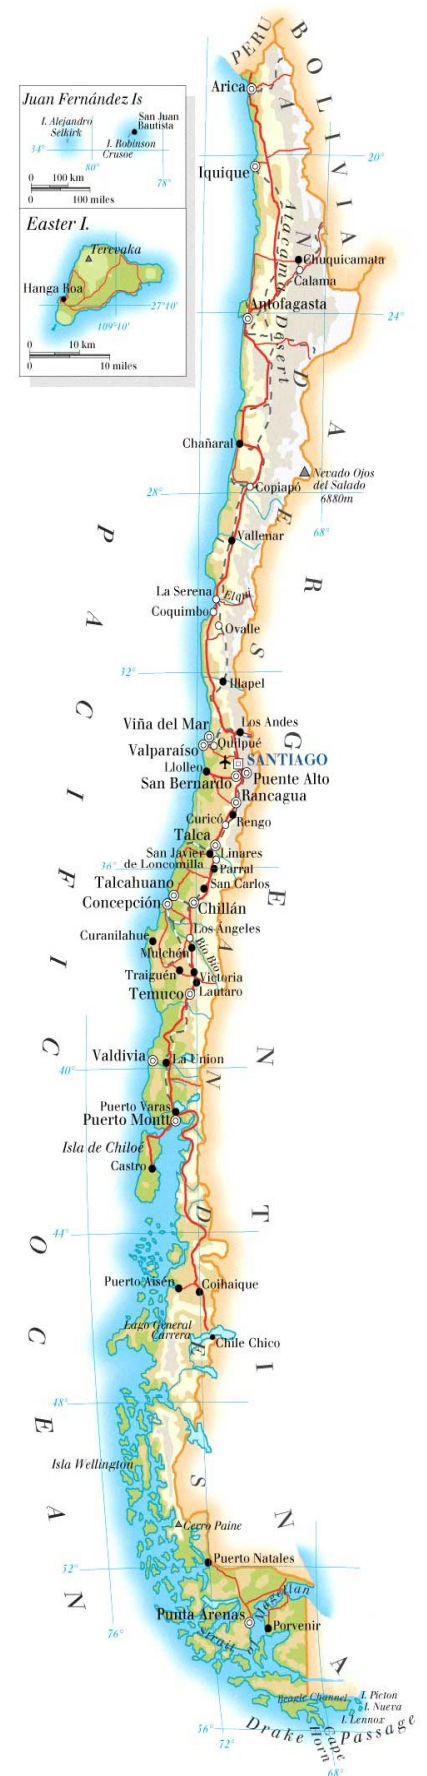 PERU
BOLIVIA
Arica
Juan Fernández Is
I. Alejandro
Selkirk
San Juan
Bautista
I. Robinson
Crusoe
34°
80°
78°
0 100 km
0 100 miles
20°
Iquique
Easter I.
Terevaka
Hanga Roa
27°10'
109°10'
0 10 km
0 10 miles
Atacama Desert
Chuquicamata
Calama
Antofagasta
24°
ANDES
Chañaral
Nevado Ojos
del Salado
6880m
Copiapó
28°
68°
Vallenar
PACIFIC OCEAN
ARGENTINA
La Serena
Elqui
Coquimbo
Ovalle
32°
Illapel
Viña del Mar
Los Andes
Valparaíso
Quilpué
SANTIAGO
Llolleo
Puente Alto
San Bernardo
Rancagua
Curicó
Rengo
Talca
San Javier
de Loncomilla
Linares
36°
Parral
Talcahuano
San Carlos
Concepción
Chillán
Los Ángeles
Curanilahue
Mulchén
Bío Bío
Traiguén
Victoria
Temuco
Lautaro
Valdivia
La Union
40°
ANDES
Puerto Varas
Puerto Montt
Isla de Chiloé
Castro
44°
Puerto Aisén
Coihaique
Lago General
Carrera
Chile Chico
48°
Isla Wellington
Cerro Paine
52°
Puerto Natales
Strait of Magellan
Punta Arenas
Porvenir
76°
Beagle Channel
I. Picton
I. Nueva
I. Lennox
56°
72°
Drake Passage
Cape
Horn
68°